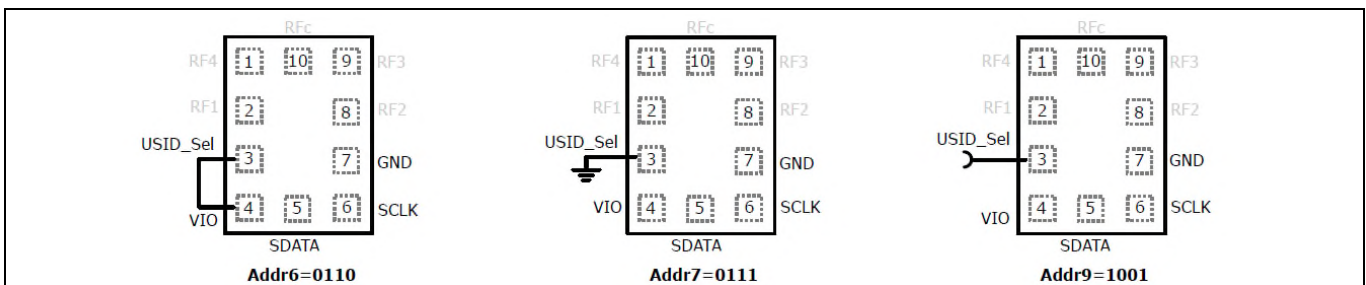 RFc RFc RFc
RF4 1 10 9 RF3 RF4 1 10 9 RF3 RF4 1 10 9 RF3
RF1 2 8 RF2 RF1 2 8 RF2 RF1 2 8 RF2
USID_Sel USID_Sel USID_Sel
3 7 GND 3 7 GND 3 7 GND
VIO 4 5 6 SCLK VIO 4 5 6 SCLK VIO 4 5 6 SCLK
SDATA SDATA SDATA
Addr6=0110 Addr7=0111 Addr9=1001